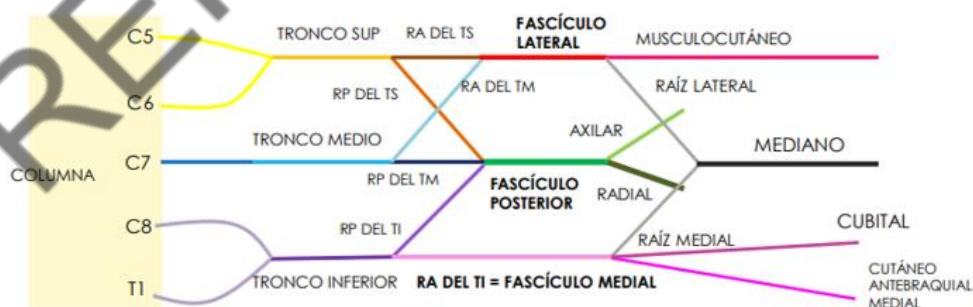 RE
C5
TRONCO SUP
RA DEL TS
FASCÍCULO
LATERAL
MUSCULOCUTÁNEO
RP DEL TS
RA DEL TM
RAÍZ LATERAL
C6
AXILAR
TRONCO MEDIO
MEDIANO
COLUMNA
C7
RP DEL TM
FASCÍCULO
POSTERIOR
RADIAL
C8
RP DEL TI
RAÍZ MEDIAL
CUBITAL
T1
TRONCO INFERIOR
RA DEL TI = FASCÍCULO MEDIAL
CUTÁNEO
ANTEBRAQUIAL
MEDIAL